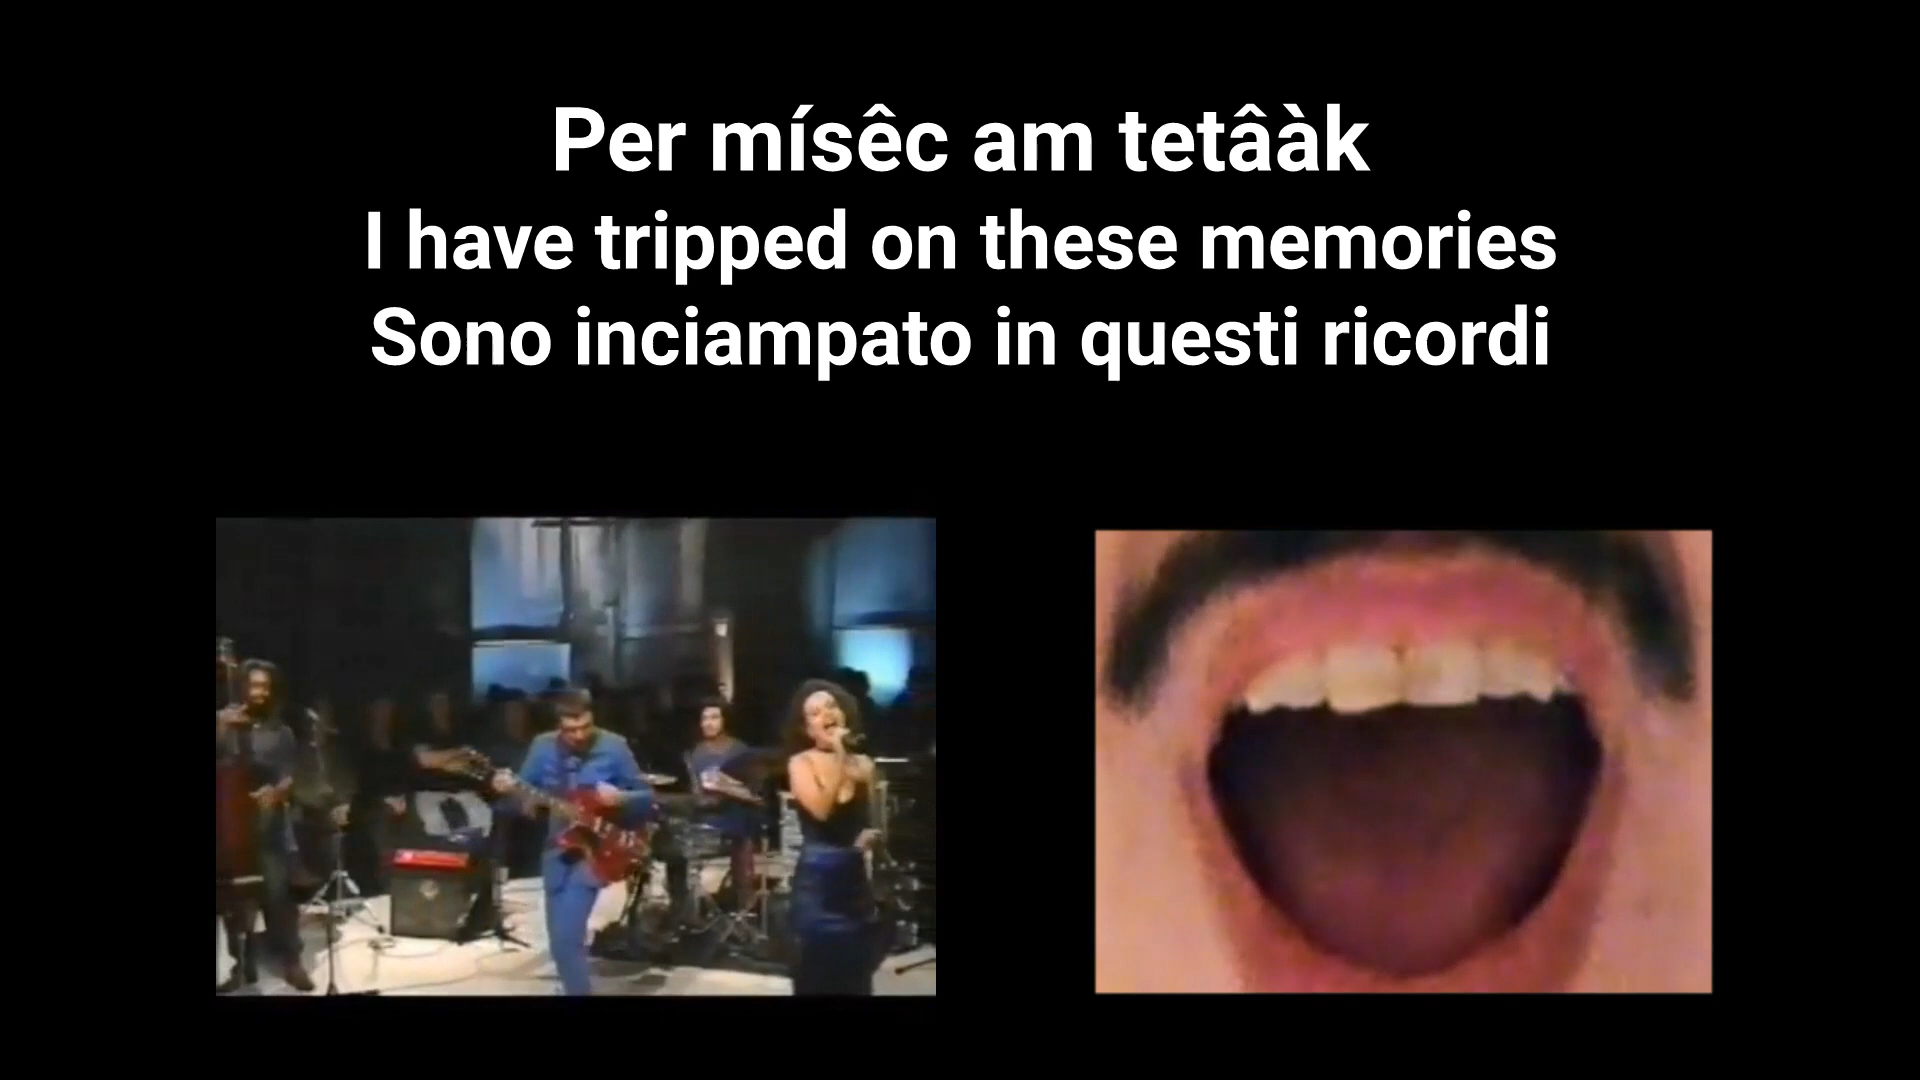 Per mísêc am tetâàk
I have tripped on these memories
Sono inciampato in questi ricordi